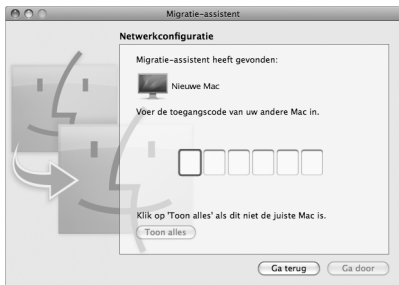 Migratie-assistent
Netwerkconfiguratie
Migratie-assistent heeft gevonden:
Nieuwe Mac
Voer de toegangscode van uw andere Mac in.
Klik op 'Toon alles' als dit niet de juiste Mac is.
Toon alles
Ga terug
Ga door